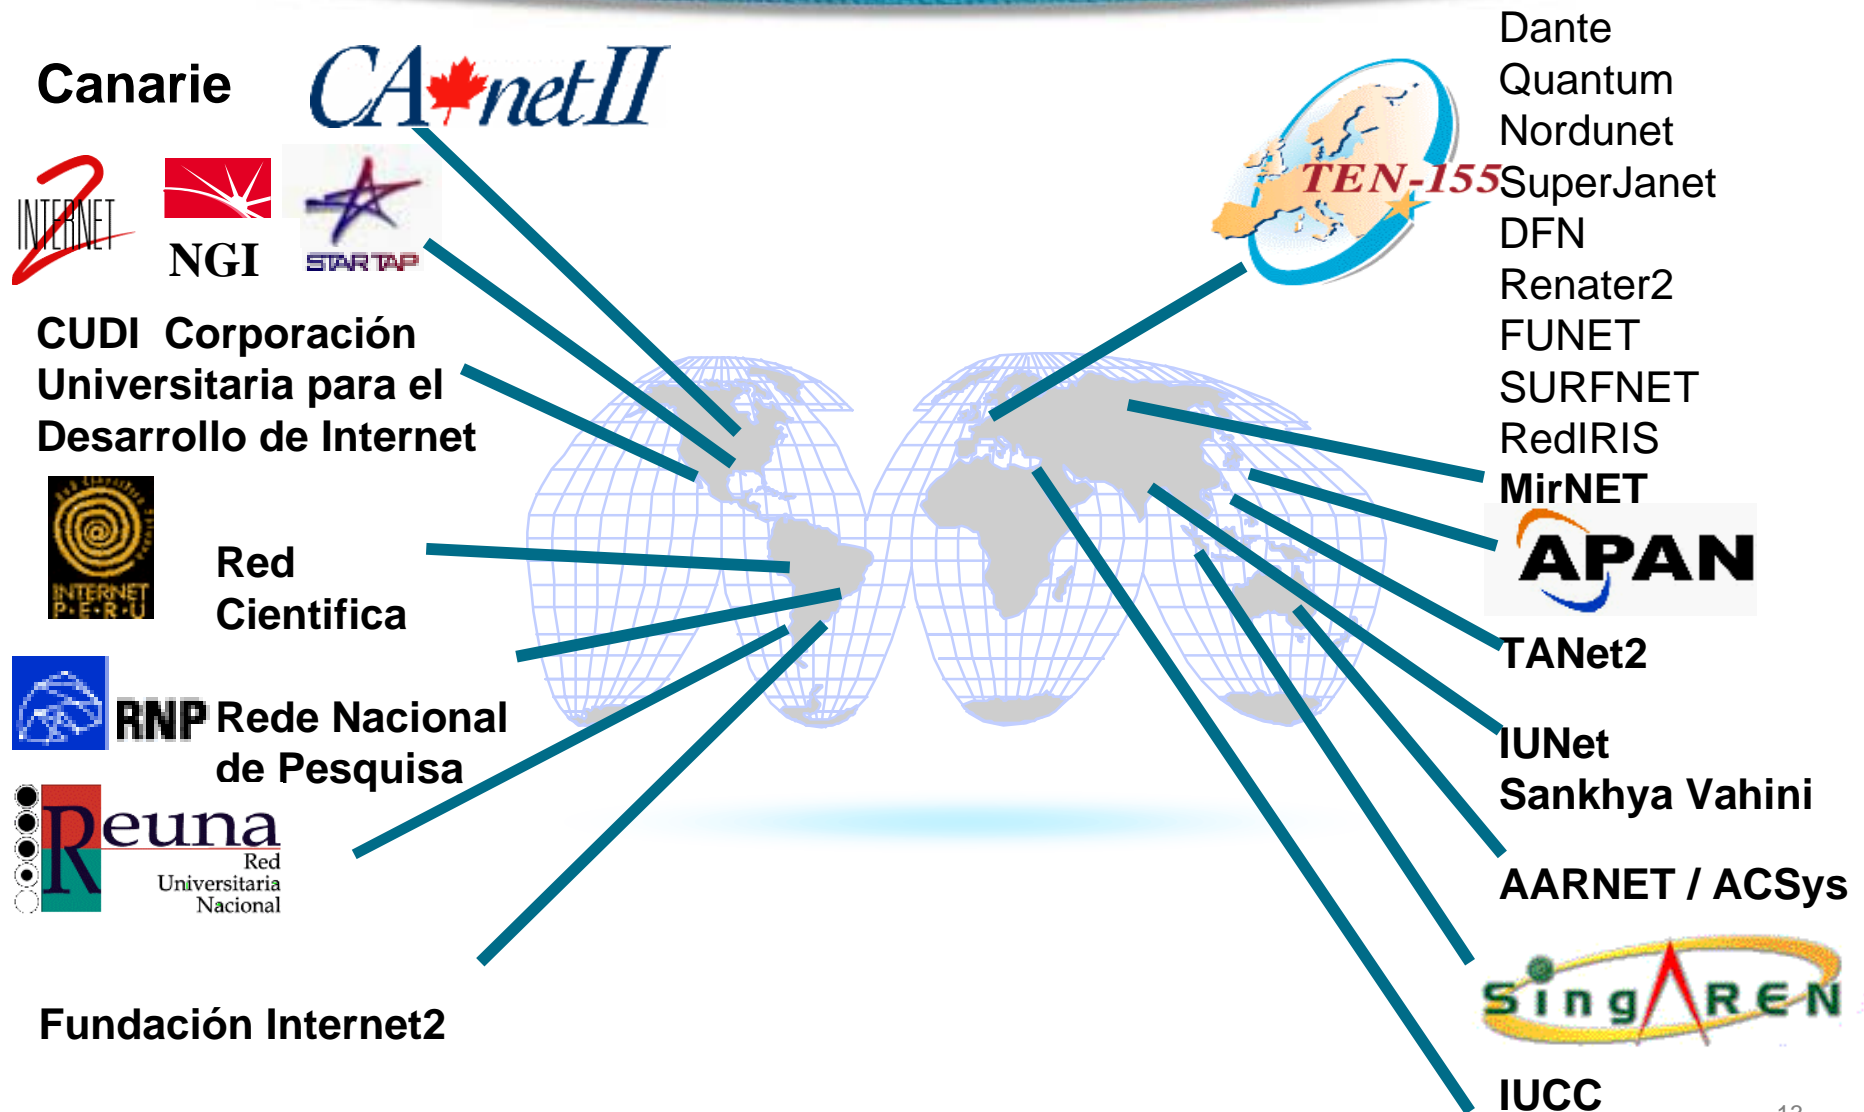 Canarie
CA net II
INTERNET 2
NGI
STAR TAP
CUDI Corporación
Universitaria para el
Desarrollo de Internet
INTERNET
P·E·R·U
Red
Cientifica
RNP
Rede Nacional
de Pesquisa
Reuna
Red
Universitaria
Nacional
Fundación Internet2
TEN-155
Dante
Quantum
Nordunet
SuperJanet
DFN
Renater2
FUNET
SURFNET
RedIRIS
MirNET
APAN
TANet2
IUNet
Sankhya Vahini
AARNET / ACSys
SingAREN
IUCC